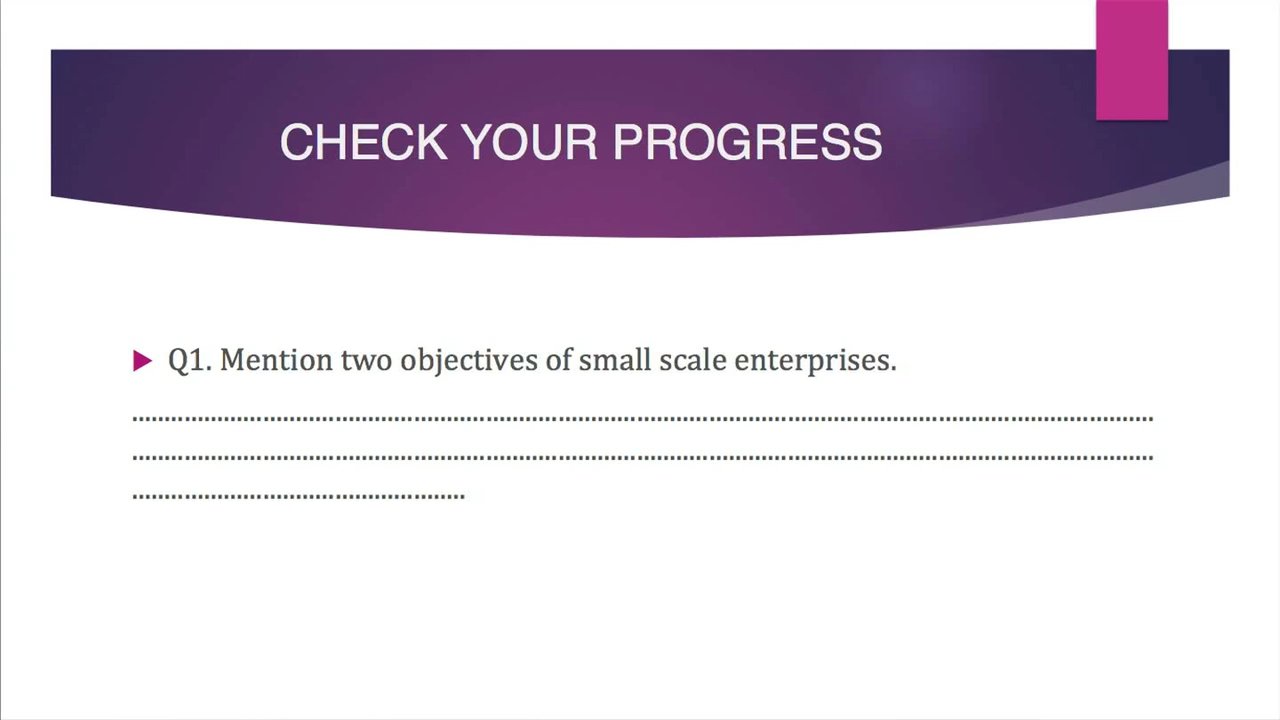 CHECK YOUR PROGRESS
Q1. Mention two objectives of small scale enterprises.
................................................................................................................................................................
................................................................................................................................................................
....................................................